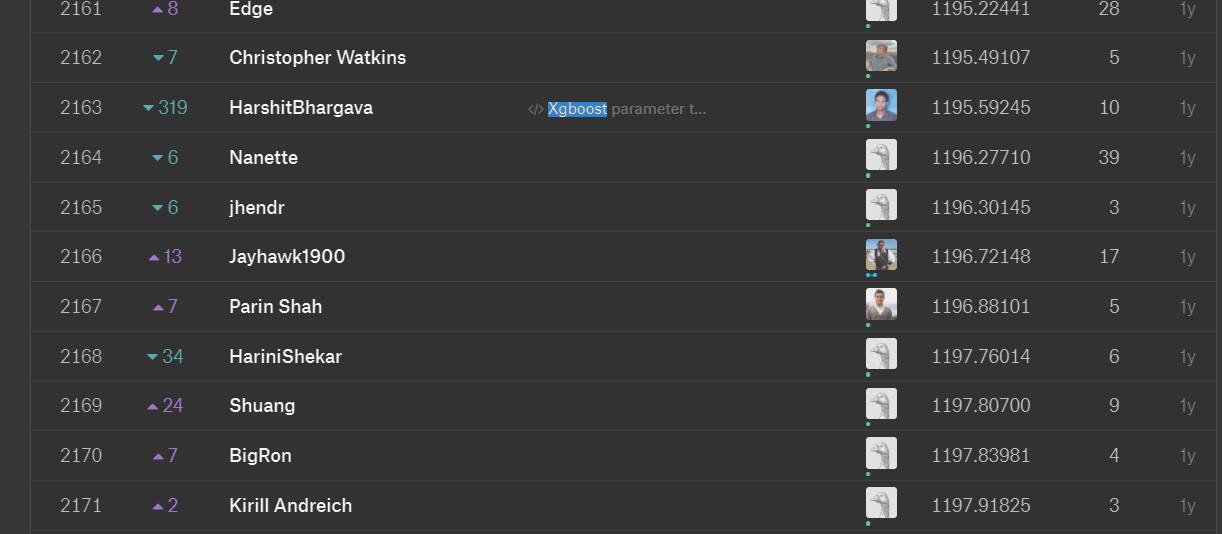 2161 ▲ 8 Edge 1195.22441 28 1y
2162 ▼ 7 Christopher Watkins 1195.49107 5 1y
2163 ▼ 319 HarshitBhargava </> Xgboost parameter t... 1195.59245 10 1y
2164 ▼ 6 Nanette 1196.27710 39 1y
2165 ▼ 6 jhendr 1196.30145 3 1y
2166 ▲ 13 Jayhawk1900 1196.72148 17 1y
2167 ▲ 7 Parin Shah 1196.88101 5 1y
2168 ▼ 34 HariniShekar 1197.76014 6 1y
2169 ▲ 24 Shuang 1197.80700 9 1y
2170 ▲ 7 BigRon 1197.83981 4 1y
2171 ▲ 2 Kirill Andreich 1197.91825 3 1y